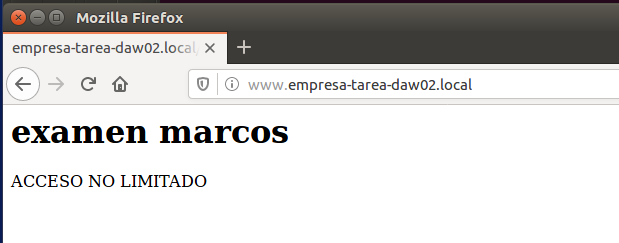 Mozilla Firefox
empresa-tarea-daw02.local
www.empresa-tarea-daw02.local
examen marcos
ACCESO NO LIMITADO